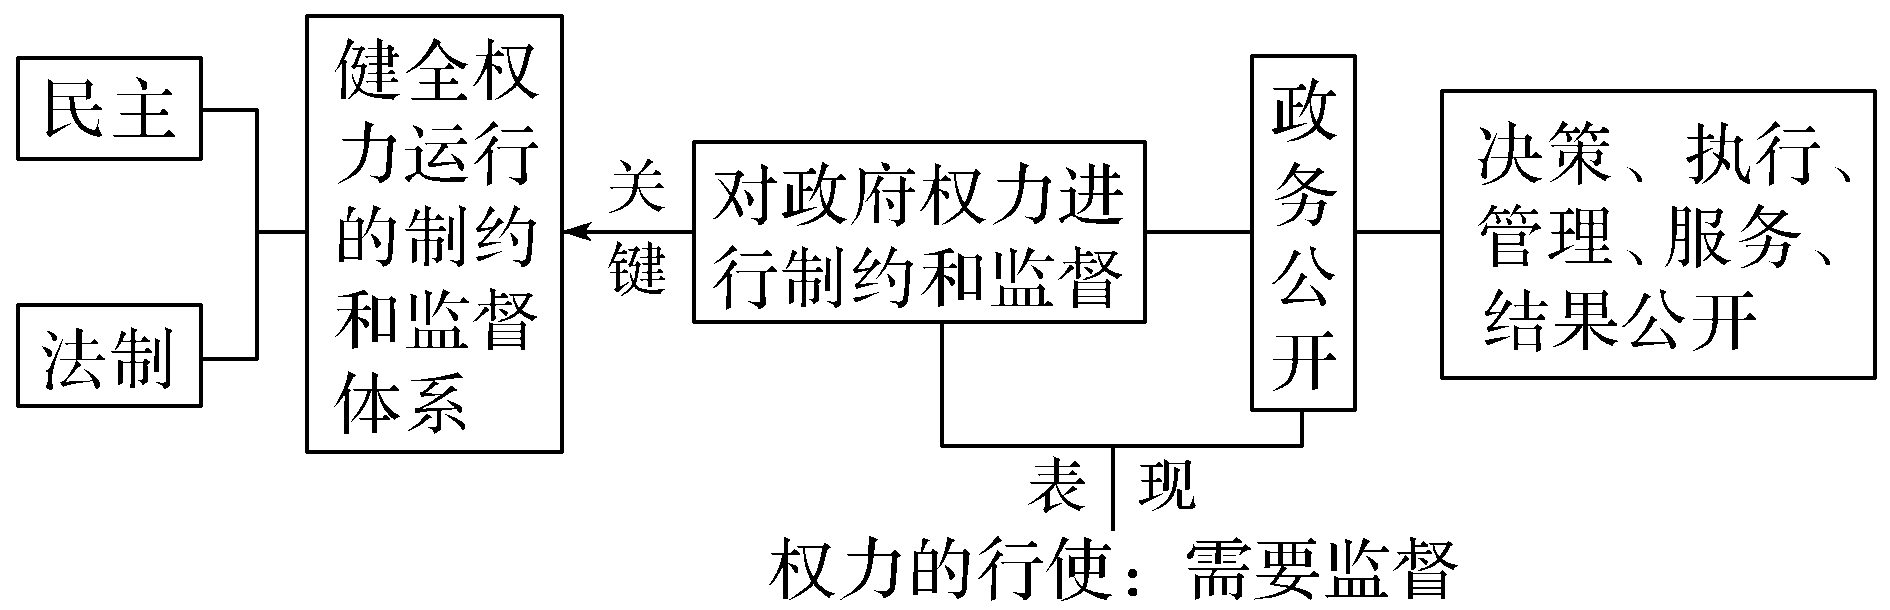 民主
法制
健全权
力运行
的制约
和监督
体系
关
键
对政府权力进
行制约和监督
政
务
公
开
决策、执行、
管理、服务、
结果公开
表 现
权力的行使：需要监督